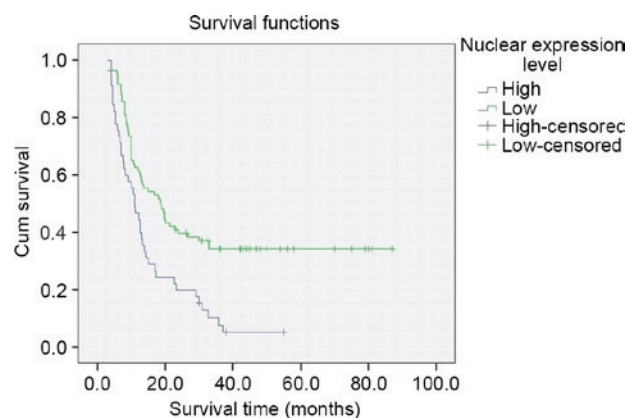 Survival functions
Nuclear expression
level
High
Low
High-censored
Low-censored
Cum survival
1.0
0.8
0.6
0.4
0.2
0.0
0.0 20.0 40.0 60.0 80.0 100.0
Survival time (months)